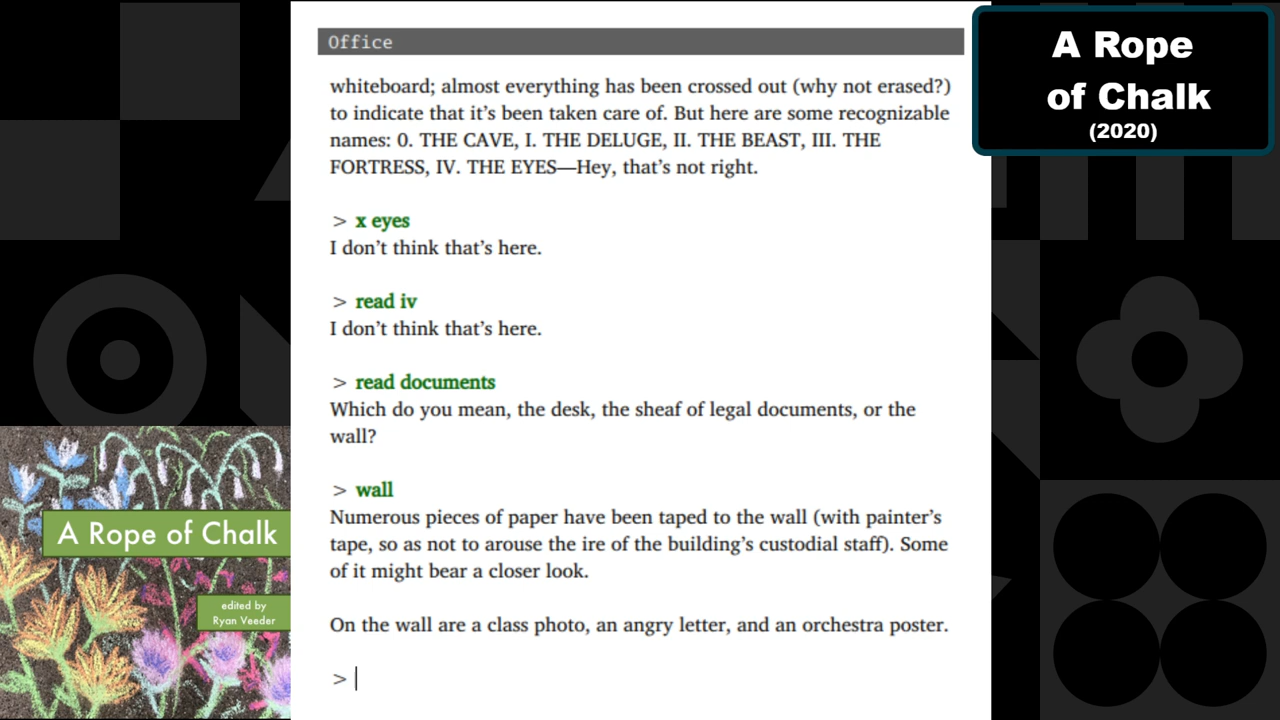 Office
whiteboard; almost everything has been crossed out (why not erased?)
to indicate that it’s been taken care of. But here are some recognizable
names: 0. THE CAVE, I. THE DELUGE, II. THE BEAST, III. THE
FORTRESS, IV. THE EYES—Hey, that’s not right.
> x eyes
I don’t think that’s here.
> read iv
I don’t think that’s here.
> read documents
Which do you mean, the desk, the sheaf of legal documents, or the
wall?
> wall
Numerous pieces of paper have been taped to the wall (with painter’s
tape, so as not to arouse the ire of the building’s custodial staff). Some
of it might bear a closer look.
On the wall are a class photo, an angry letter, and an orchestra poster.
>
A Rope
of Chalk
(2020)
A Rope of Chalk
edited by
Ryan Veeder